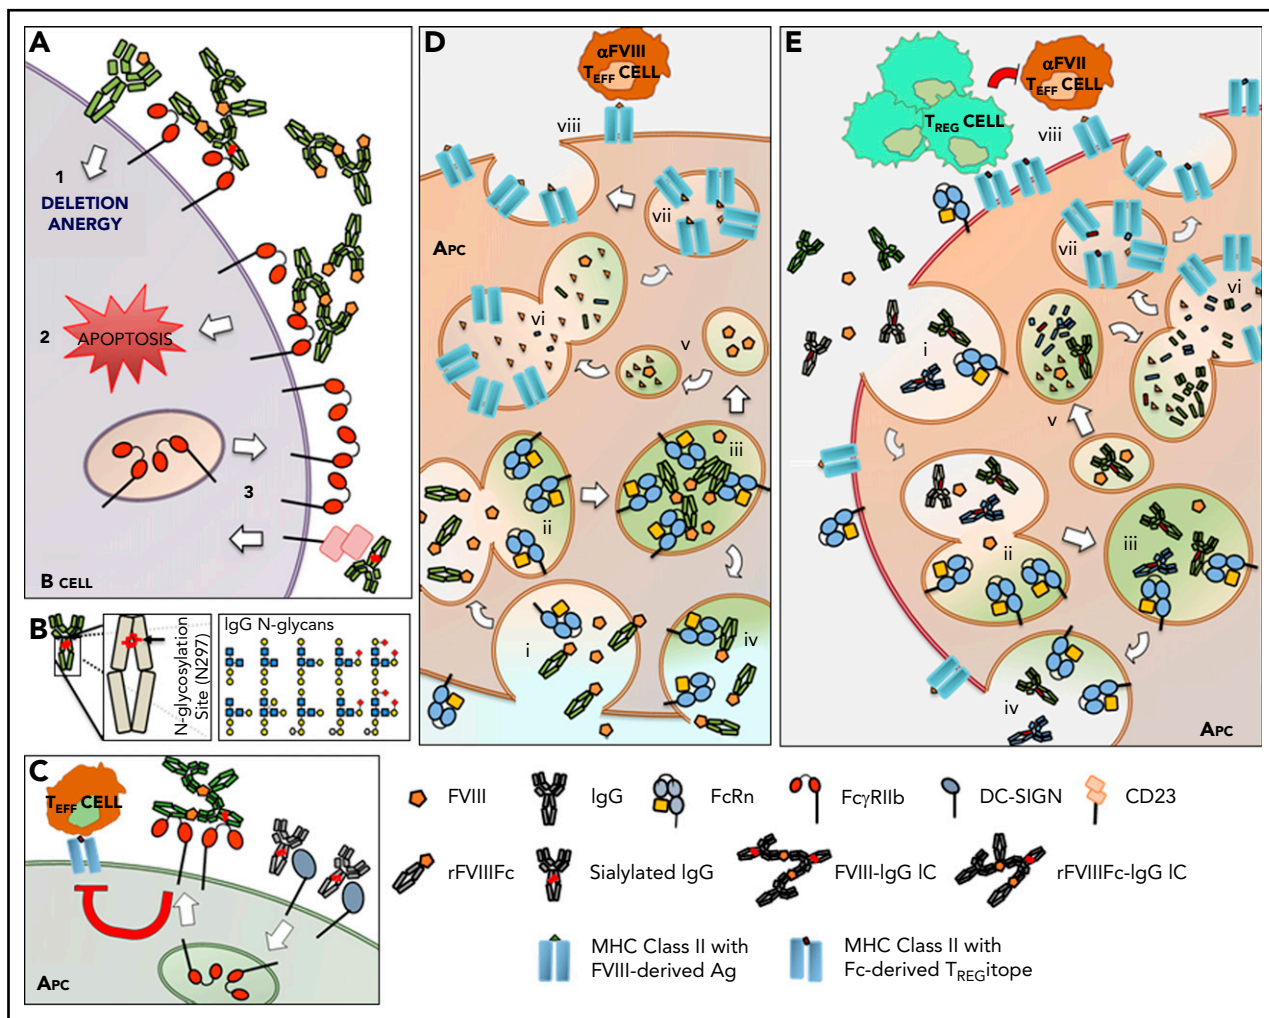 A
1
DELETION
ANERGY
2
APOPTOSIS
3
B CELL
B
N-glycosylation
Site (N297)
IgG N-glycans
C
TEFF CELL
APC
D
αFVIII
TEFF CELL
viii
vii
APC
vi
v
iii
ii
i
iv
E
αFVII
TEFF CELL
TREG CELL
viii
vii
vi
i
v
ii
iii
iv
APC
FVIII
IgG
FcRn
FcγRIIb
DC-SIGN
CD23
rFVIIIFc
Sialylated IgG
FVIII-IgG IC
rFVIIIFc-IgG IC
MHC Class II with
FVIII-derived Ag
MHC Class II with
Fc-derived TREGitope